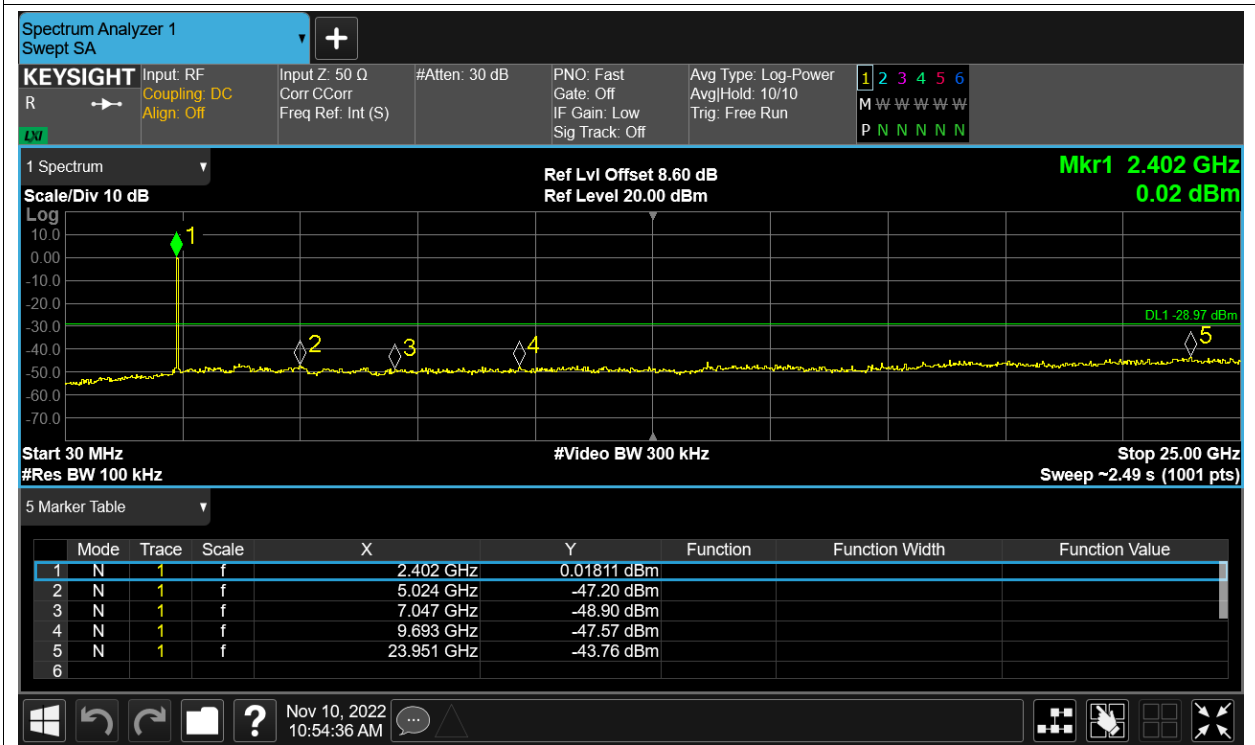 Spectrum Analyzer 1
Swept SA
KEYSIGHT Input: RF Input Z: 50 Ω #Atten: 30 dB PNO: Fast Avg Type: Log-Power 1 2 3 4 5 6
R Coupling: DC Corr CCorr Gate: Off Avg|Hold: 10/10 M W W W W W
Align: Off Freq Ref: Int (S) IF Gain: Low Trig: Free Run
LXI Sig Track: Off P N N N N N
1 Spectrum Ref Lvl Offset 8.60 dB Mkr1 2.402 GHz
Scale/Div 10 dB Ref Level 20.00 dBm 0.02 dBm
Log
10.0 1
0.00
-10.0
-20.0
DL1 -28.97 dBm
-30.0
-40.0 2 3 4 5
-50.0
-60.0
-70.0
Start 30 MHz #Video BW 300 kHz Stop 25.00 GHz
#Res BW 100 kHz Sweep ~2.49 s (1001 pts)
5 Marker Table
Mode Trace Scale X Y Function Function Width Function Value
1 N 1 f 2.402 GHz 0.01811 dBm
2 N 1 f 5.024 GHz -47.20 dBm
3 N 1 f 7.047 GHz -48.90 dBm
4 N 1 f 9.693 GHz -47.57 dBm
5 N 1 f 23.951 GHz -43.76 dBm
6
? Nov 10, 2022
10:54:36 AM